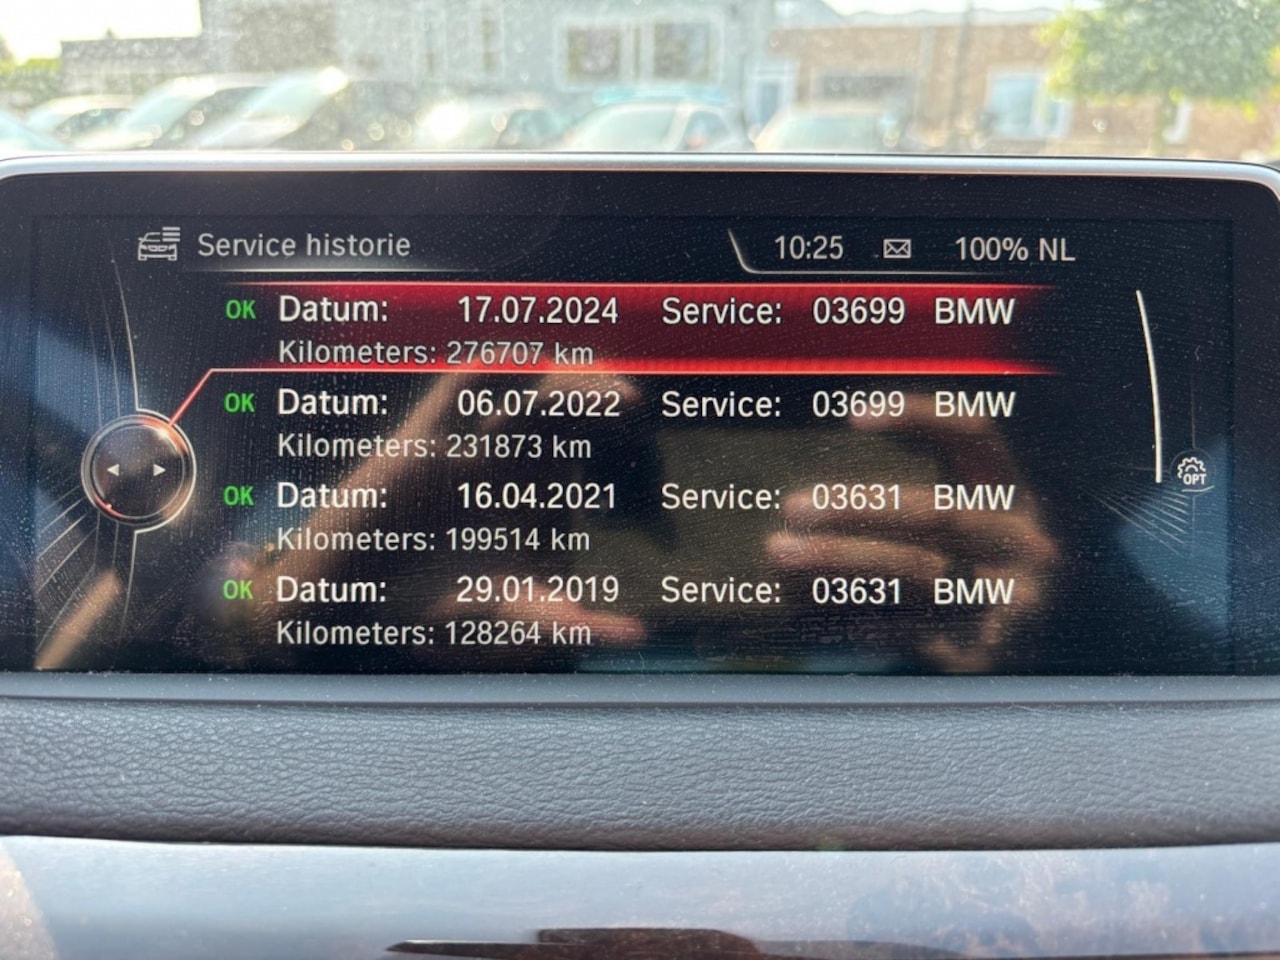 Service historie 10:25 100% NL
OK Datum: 17.07.2024 Service: 03699 BMW
Kilometers: 276707 km
OK Datum: 06.07.2022 Service: 03699 BMW
Kilometers: 231873 km
OK Datum: 16.04.2021 Service: 03631 BMW
Kilometers: 199514 km
OPT
OK Datum: 29.01.2019 Service: 03631 BMW
Kilometers: 128264 km